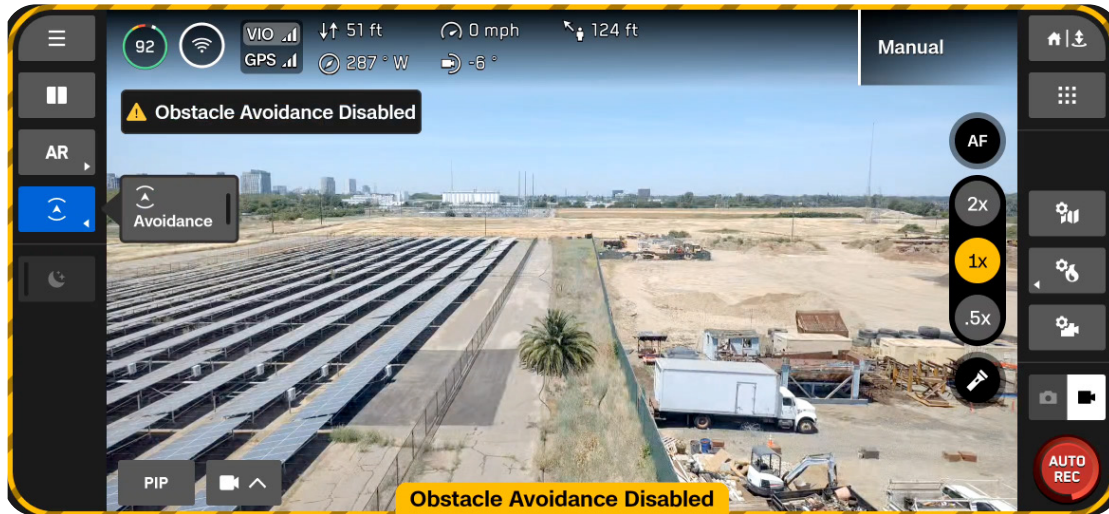 92
VIO
51 ft
0 mph
124 ft
GPS
287 ° W
-6 °
Manual
Obstacle Avoidance Disabled
AR
AF
Avoidance
2x
1x
.5x
PIP
AUTO
REC
Obstacle Avoidance Disabled